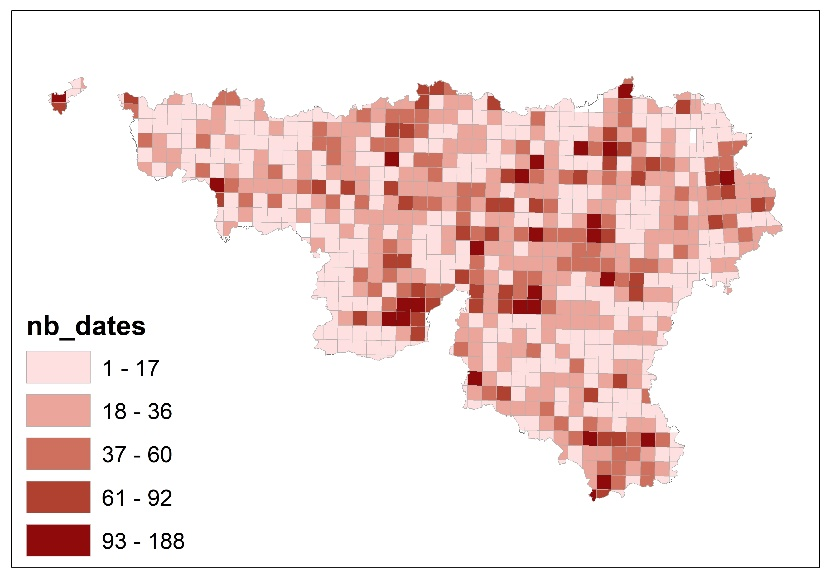 nb_dates
1 - 17
18 - 36
37 - 60
61 - 92
93 - 188